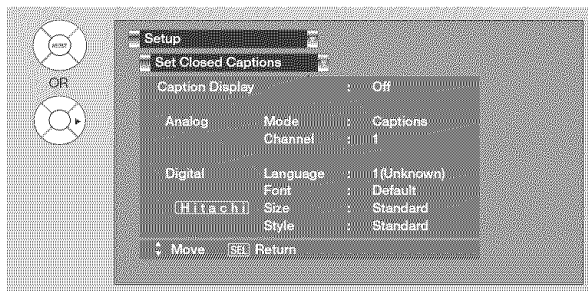 SELECT
OR
Setup
Set Closed Captions
Caption Display : Off
Analog Mode : Captions
Channel : 1
Digital Language : 1(Unknown)
Font : Default
Hitachi Size : Standard
Style : Standard
Move SEL Return